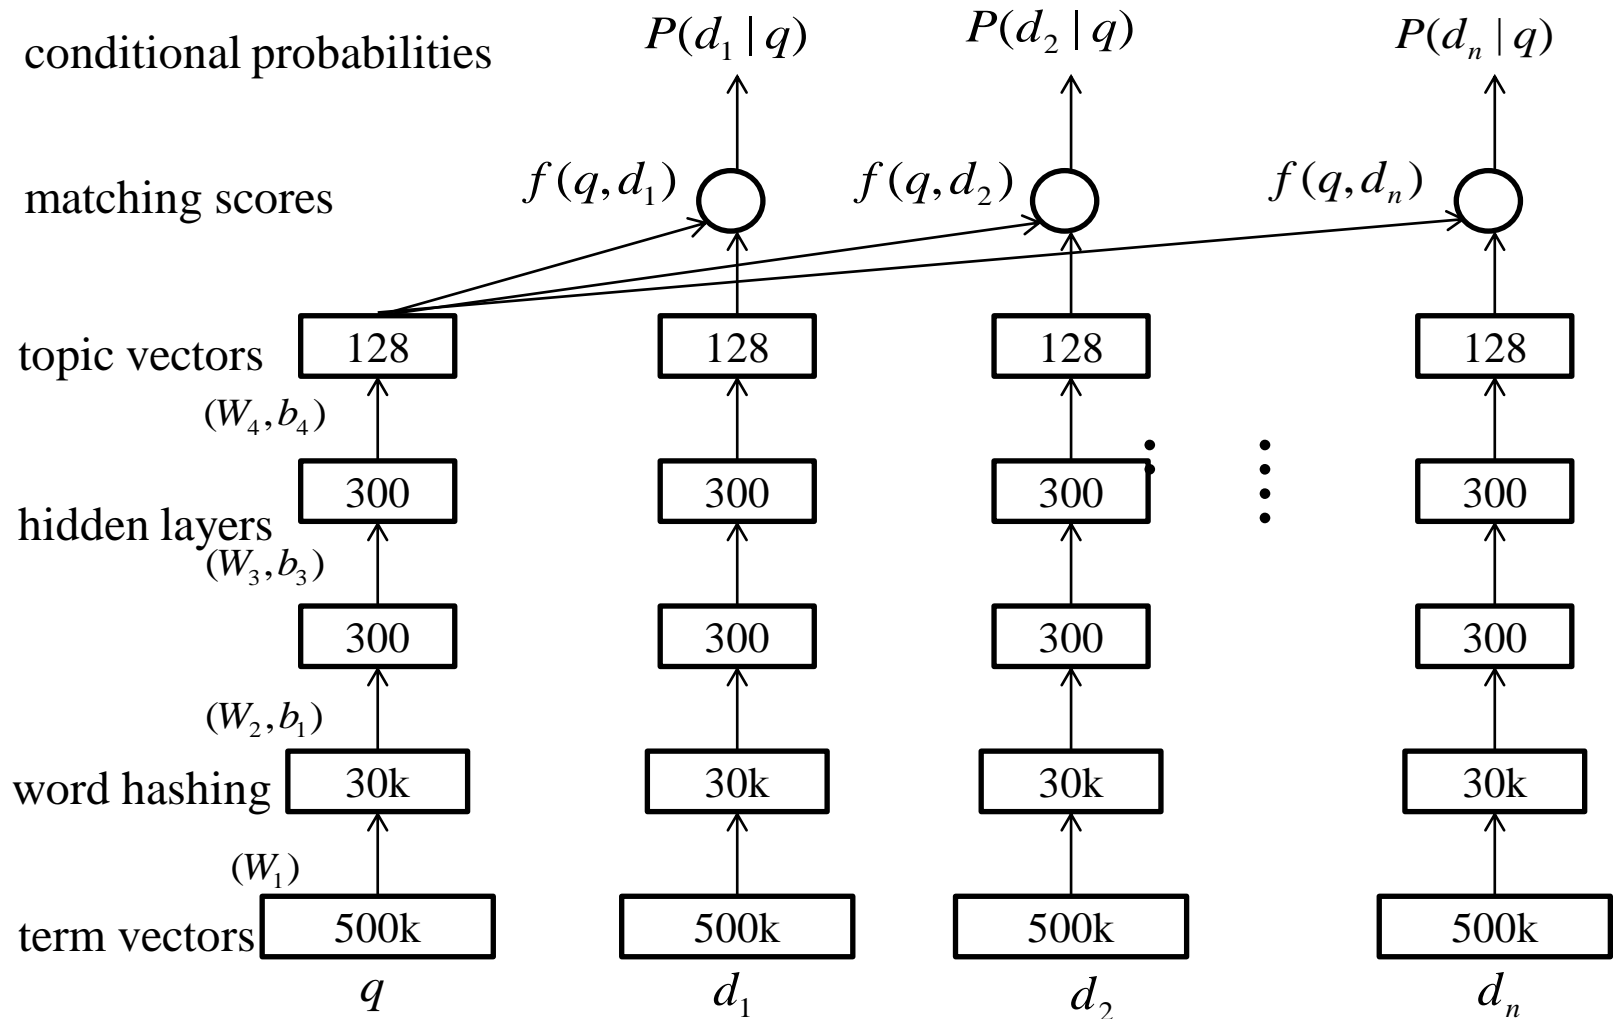 conditional probabilities P(d₁ | q) P(d₂ | q) P(dₙ | q)
matching scores f(q,d₁) f(q,d₂) f(q,dₙ)
topic vectors 128 128 128 128
(W₄,b₄)
hidden layers 300 300 300 300
(W₃,b₃)
300 300 300 300
(W₂,b₁)
word hashing 30k 30k 30k 30k
(W₁)
term vectors 500k 500k 500k 500k
q d₁ d₂ dₙ